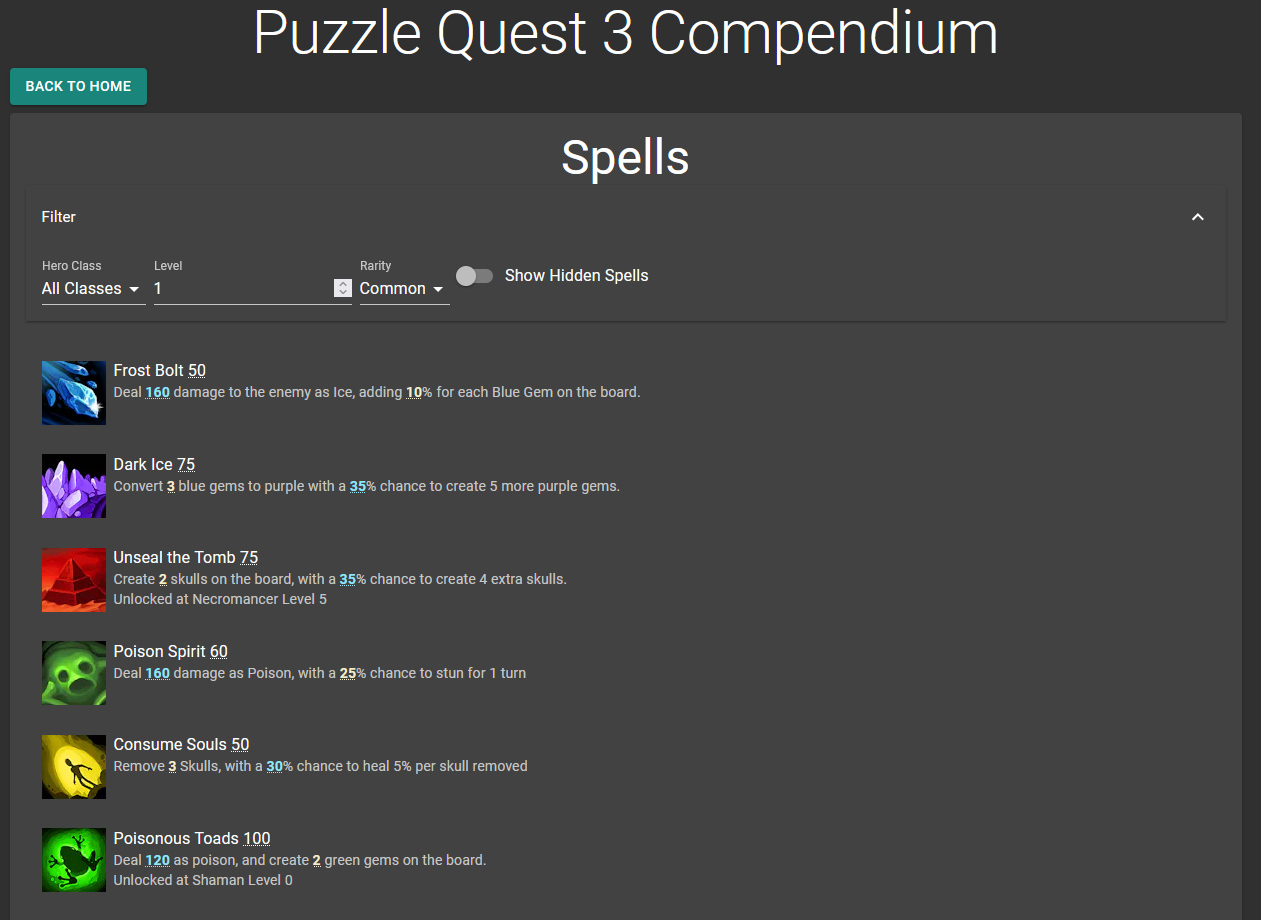 Puzzle Quest 3 Compendium
BACK TO HOME
Spells
Filter
Hero Class
All Classes
Level
1
Rarity
Common
Show Hidden Spells
Frost Bolt 50
Deal 160 damage to the enemy as Ice, adding 10% for each Blue Gem on the board.
Dark Ice 75
Convert 3 blue gems to purple with a 35% chance to create 5 more purple gems.
Unseal the Tomb 75
Create 2 skulls on the board, with a 35% chance to create 4 extra skulls.
Unlocked at Necromancer Level 5
Poison Spirit 60
Deal 160 damage as Poison, with a 25% chance to stun for 1 turn
Consume Souls 50
Remove 3 Skulls, with a 30% chance to heal 5% per skull removed
Poisonous Toads 100
Deal 120 as poison, and create 2 green gems on the board.
Unlocked at Shaman Level 0